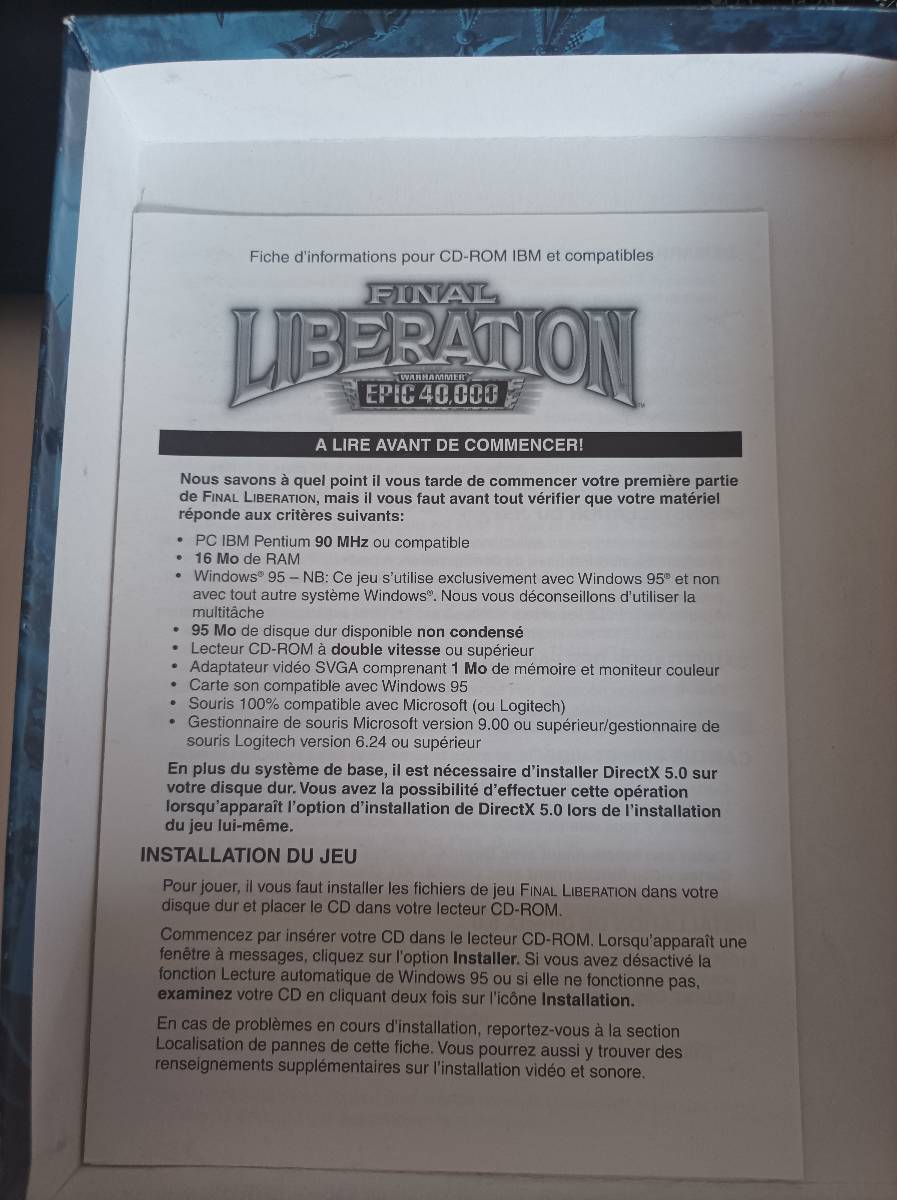 Fiche d'informations pour CD-ROM IBM et compatibles
FINAL
LIBERATION
WARHAMMER
EPIC 40,000
™
A LIRE AVANT DE COMMENCER!
Nous savons à quel point il vous tarde de commencer votre première partie
de FINAL LIBERATION, mais il vous faut avant tout vérifier que votre matériel
réponde aux critères suivants:
• PC IBM Pentium 90 MHz ou compatible
• 16 Mo de RAM
• Windows® 95 – NB: Ce jeu s'utilise exclusivement avec Windows 95® et non
avec tout autre système Windows®. Nous vous déconseillons d'utiliser la
multitâche
• 95 Mo de disque dur disponible non condensé
• Lecteur CD-ROM à double vitesse ou supérieur
• Adaptateur vidéo SVGA comprenant 1 Mo de mémoire et moniteur couleur
• Carte son compatible avec Windows 95
• Souris 100% compatible avec Microsoft (ou Logitech)
• Gestionnaire de souris Microsoft version 9.00 ou supérieur/gestionnaire de
souris Logitech version 6.24 ou supérieur
En plus du système de base, il est nécessaire d'installer DirectX 5.0 sur
votre disque dur. Vous avez la possibilité d'effectuer cette opération
lorsqu'apparaît l'option d'installation de DirectX 5.0 lors de l'installation
du jeu lui-même.
INSTALLATION DU JEU
Pour jouer, il vous faut installer les fichiers de jeu FINAL LIBERATION dans votre
disque dur et placer le CD dans votre lecteur CD-ROM.
Commencez par insérer votre CD dans le lecteur CD-ROM. Lorsqu'apparaît une
fenêtre à messages, cliquez sur l'option Installer. Si vous avez désactivé la
fonction Lecture automatique de Windows 95 ou si elle ne fonctionne pas,
examinez votre CD en cliquant deux fois sur l'icône Installation.
En cas de problèmes en cours d'installation, reportez-vous à la section
Localisation de pannes de cette fiche. Vous pourrez aussi y trouver des
renseignements supplémentaires sur l'installation vidéo et sonore.